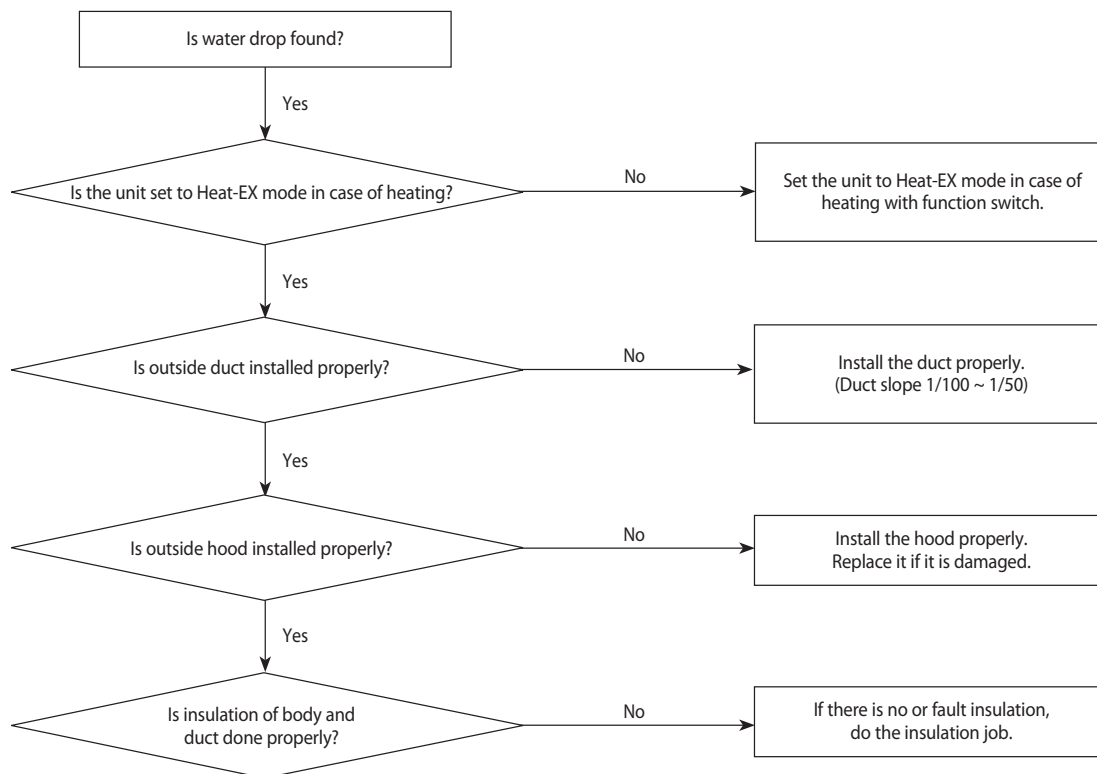 Is water drop found?
Yes
Is the unit set to Heat-EX mode in case of heating?
No
Set the unit to Heat-EX mode in case of
heating with function switch.
Yes
Is outside duct installed properly?
No
Install the duct properly.
(Duct slope 1/100 ~ 1/50)
Yes
Is outside hood installed properly?
No
Install the hood properly.
Replace it if it is damaged.
Yes
Is insulation of body and
duct done properly?
No
If there is no or fault insulation,
do the insulation job.